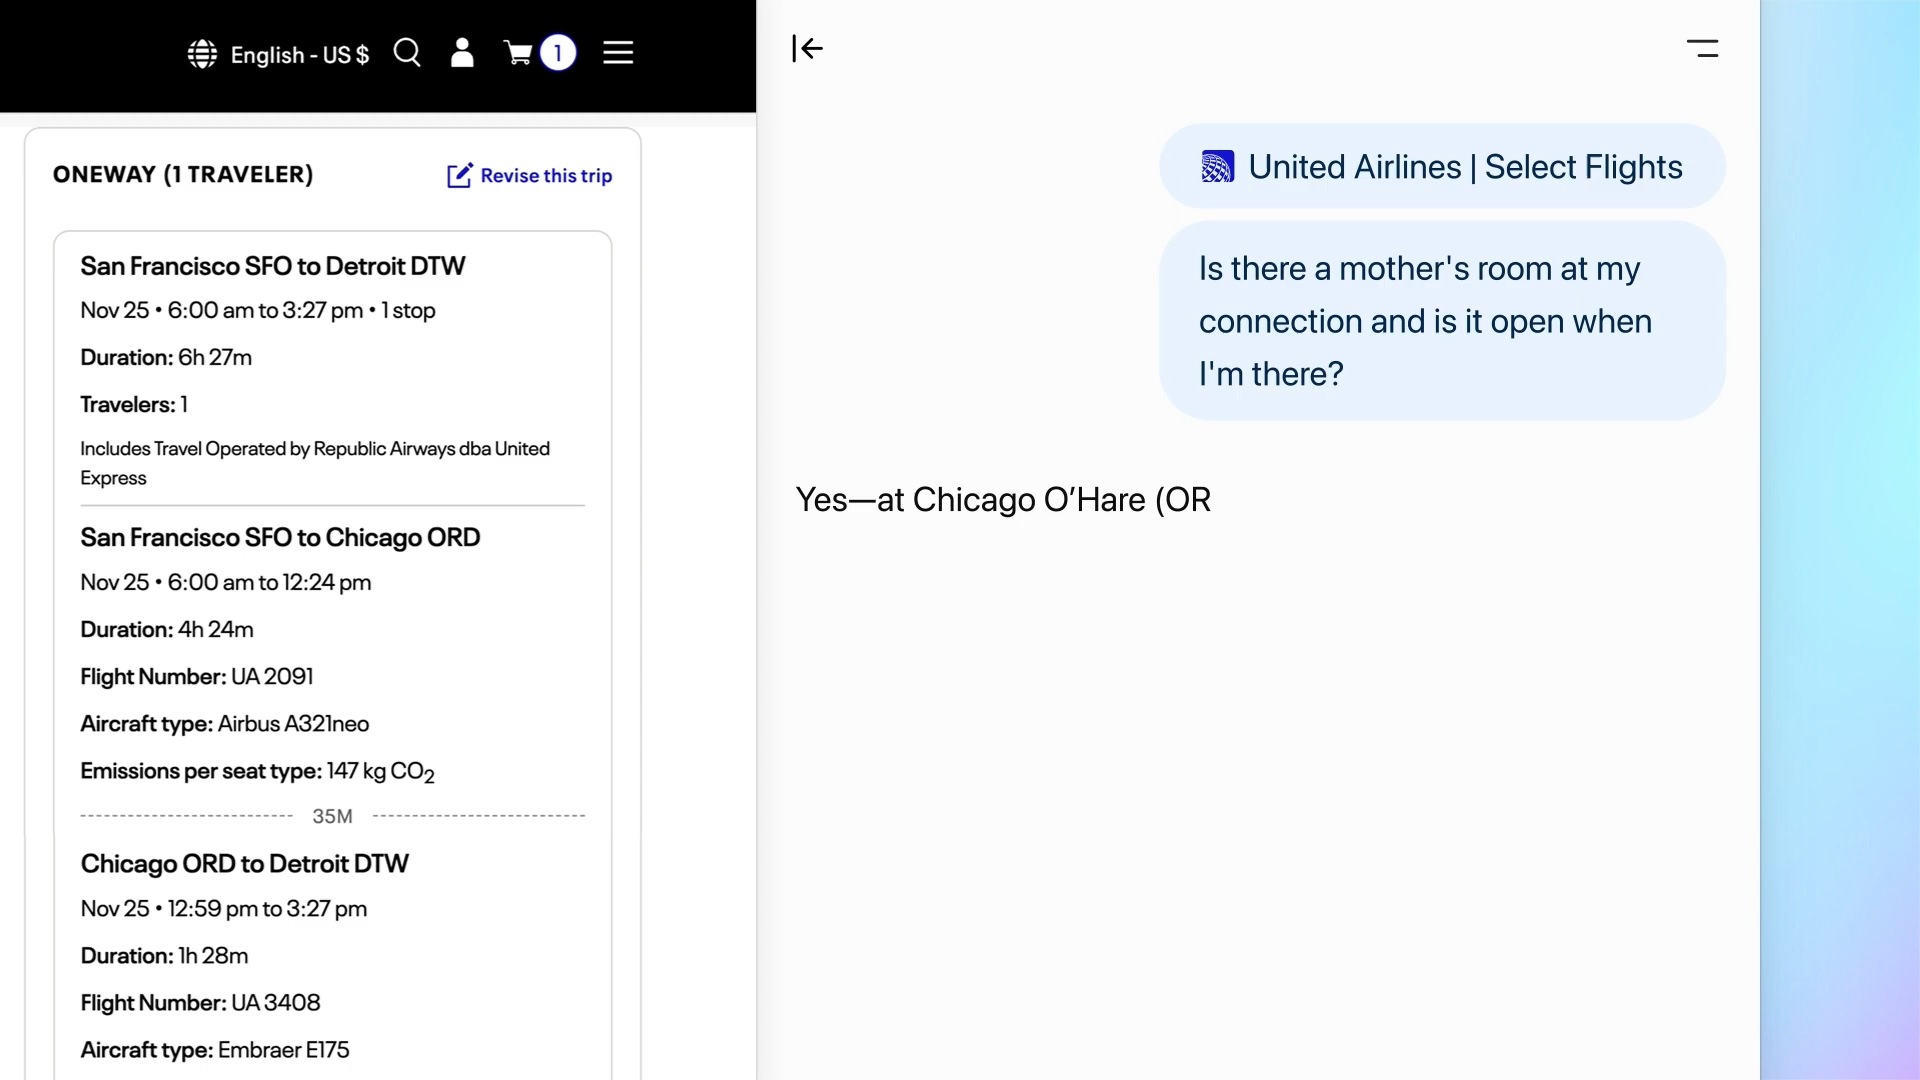 English - US $
1
ONEWAY (1 TRAVELER)
Revise this trip
San Francisco SFO to Detroit DTW
Nov 25 • 6:00 am to 3:27 pm • 1 stop
Duration: 6h 27m
Travelers: 1
Includes Travel Operated by Republic Airways dba United
Express
San Francisco SFO to Chicago ORD
Nov 25 • 6:00 am to 12:24 pm
Duration: 4h 24m
Flight Number: UA 2091
Aircraft type: Airbus A321neo
Emissions per seat type: 147 kg CO2
35M
Chicago ORD to Detroit DTW
Nov 25 • 12:59 pm to 3:27 pm
Duration: 1h 28m
Flight Number: UA 3408
Aircraft type: Embraer E175
United Airlines | Select Flights
Is there a mother's room at my
connection and is it open when
I'm there?
Yes—at Chicago O’Hare (OR